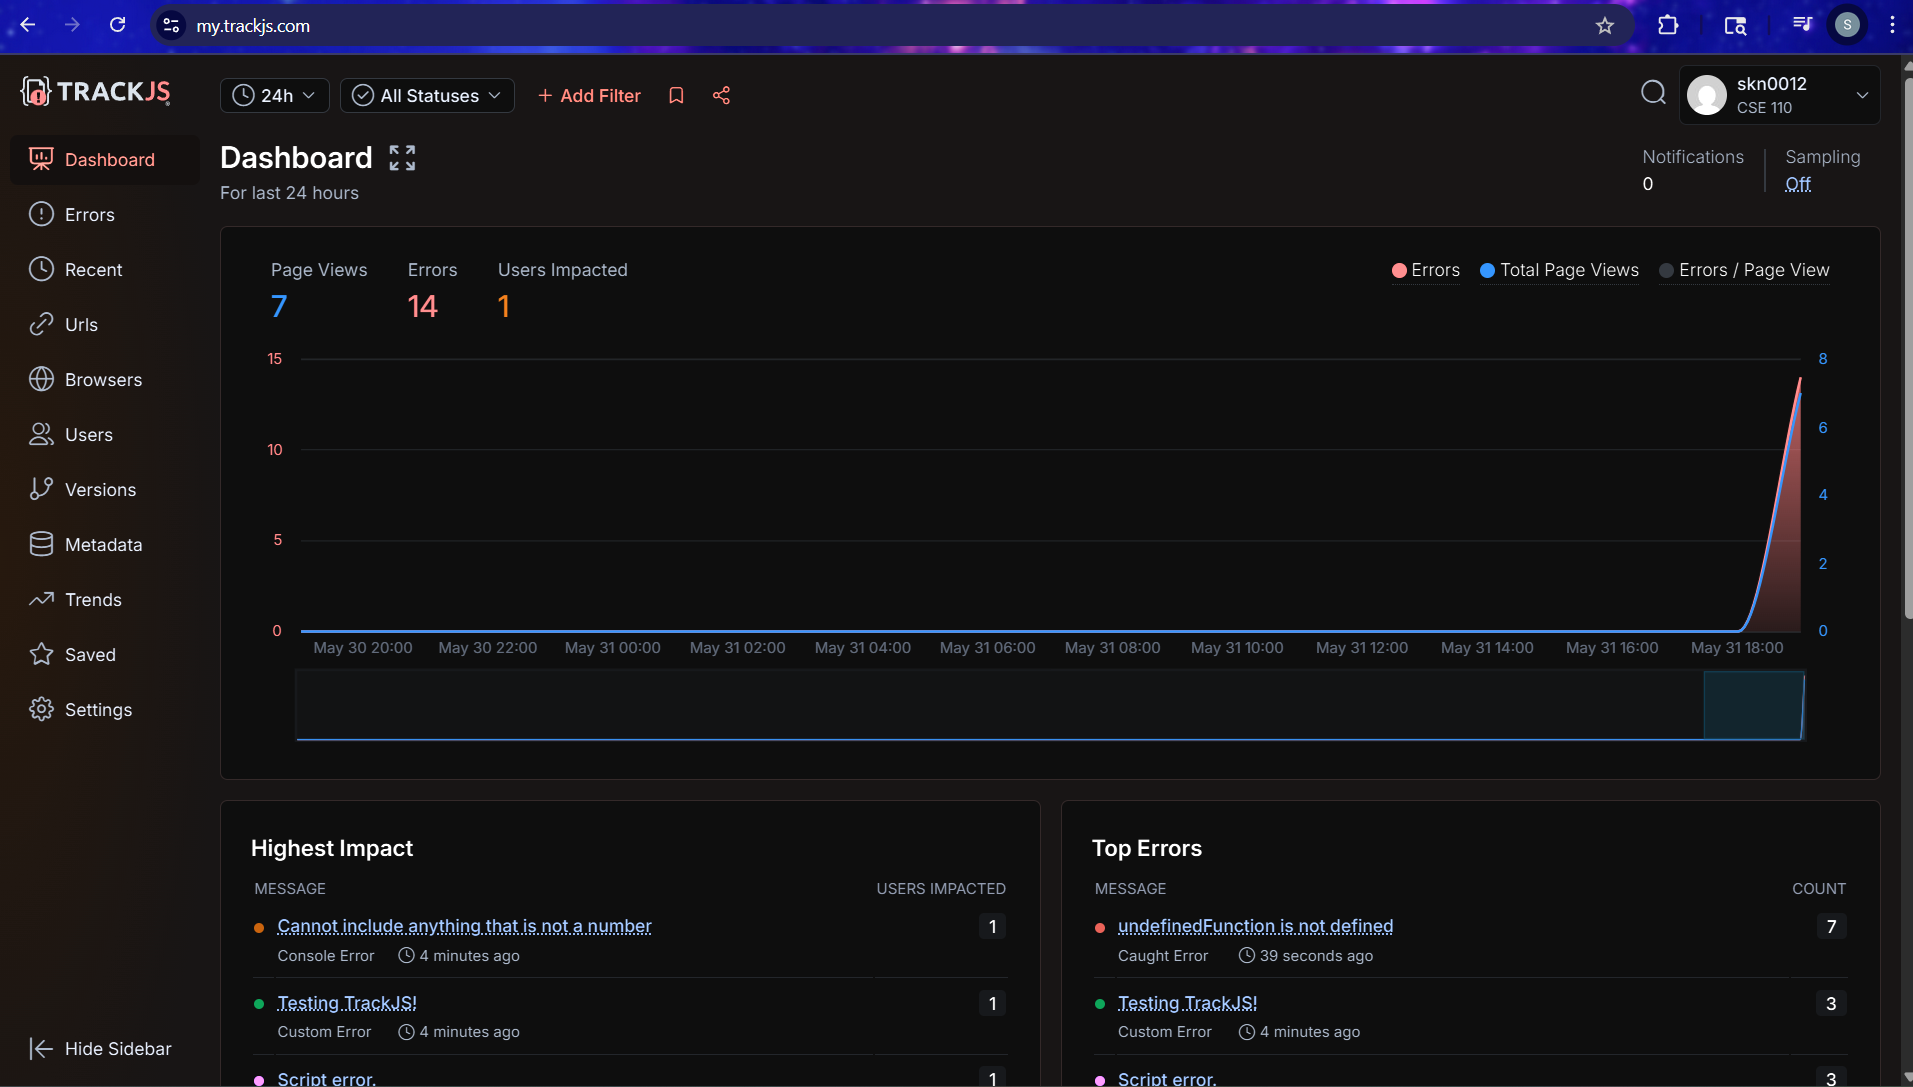 my.trackjs.com
S
TRACKJS
24h
All Statuses
+ Add Filter
skn0012
CSE 110
Dashboard
Errors
Recent
Urls
Browsers
Users
Versions
Metadata
Trends
Saved
Settings
Hide Sidebar
Dashboard
For last 24 hours
Notifications
0
Sampling
Off
Page Views
7
Errors
14
Users Impacted
1
Errors
Total Page Views
Errors / Page View
15
10
5
0
8
6
4
2
0
May 30 20:00
May 30 22:00
May 31 00:00
May 31 02:00
May 31 04:00
May 31 06:00
May 31 08:00
May 31 10:00
May 31 12:00
May 31 14:00
May 31 16:00
May 31 18:00
Highest Impact
MESSAGE USERS IMPACTED
Cannot include anything that is not a number 1
Console Error 4 minutes ago
Testing TrackJS! 1
Custom Error 4 minutes ago
Script error. 1
Top Errors
MESSAGE COUNT
undefinedFunction is not defined 7
Caught Error 39 seconds ago
Testing TrackJS! 3
Custom Error 4 minutes ago
Script error. 3